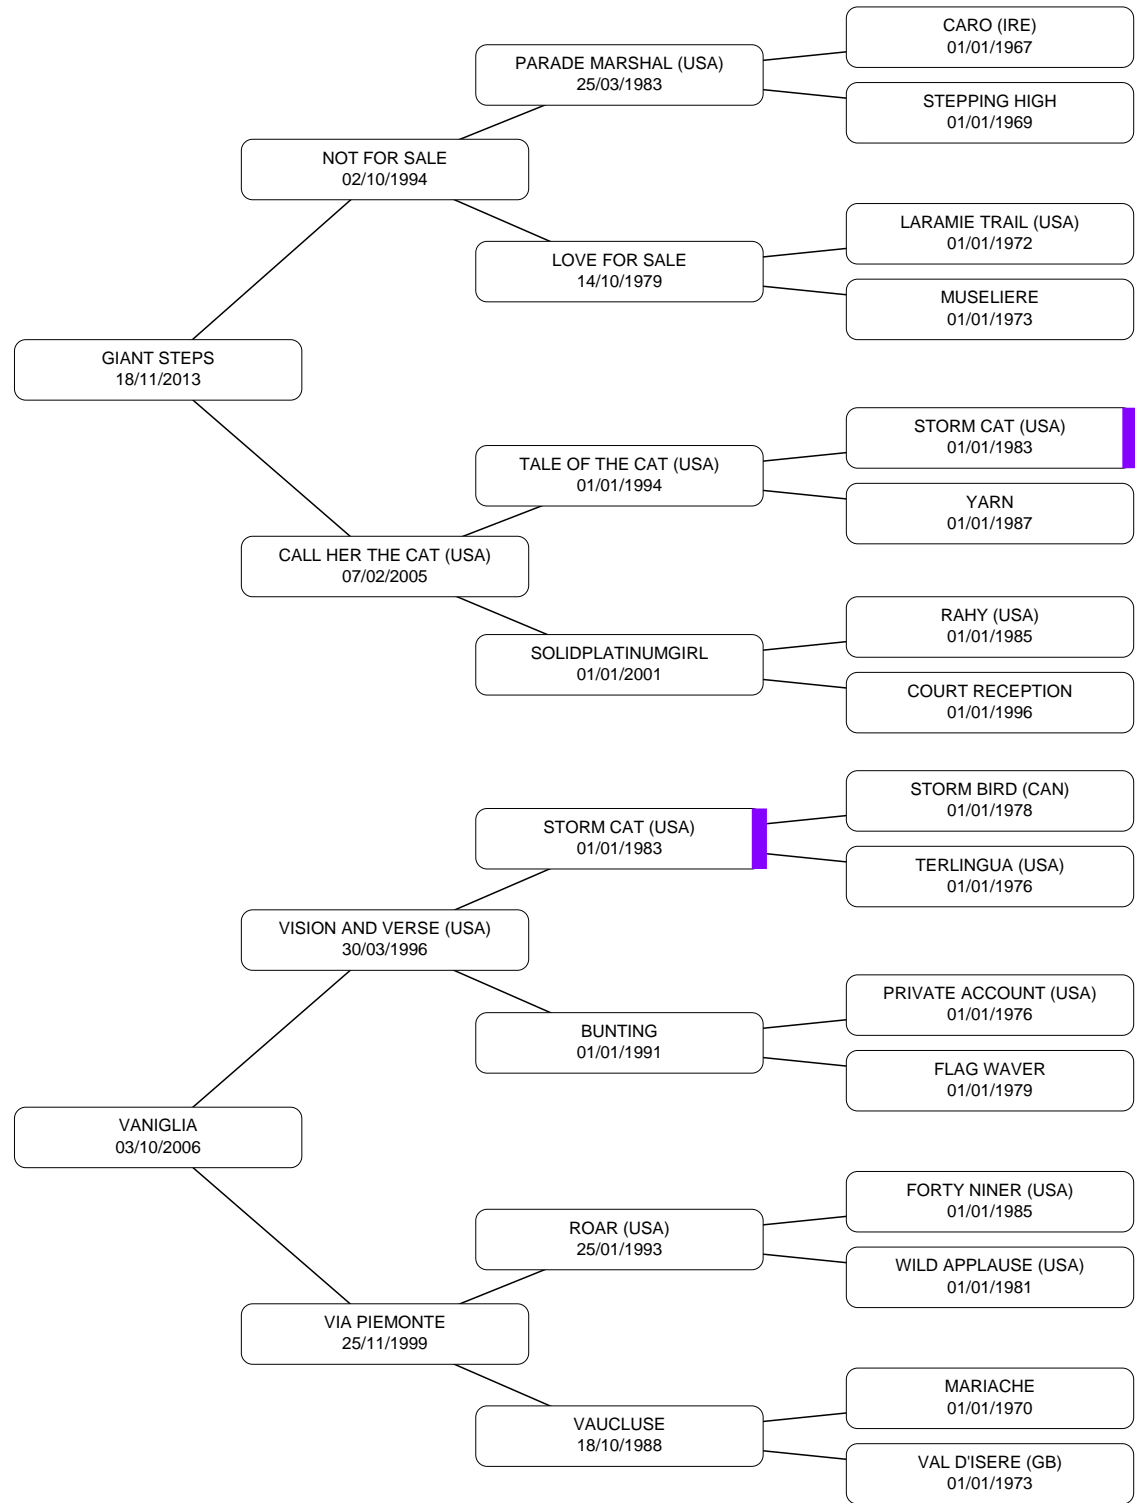 CARO (IRE)
01/01/1967
PARADE MARSHAL (USA)
25/03/1983
STEPPING HIGH
01/01/1969
NOT FOR SALE
02/10/1994
LARAMIE TRAIL (USA)
01/01/1972
LOVE FOR SALE
14/10/1979
MUSELIERE
01/01/1973
GIANT STEPS
18/11/2013
STORM CAT (USA)
01/01/1983
TALE OF THE CAT (USA)
01/01/1994
YARN
01/01/1987
CALL HER THE CAT (USA)
07/02/2005
RAHY (USA)
01/01/1985
SOLIDPLATINUMGIRL
01/01/2001
COURT RECEPTION
01/01/1996
STORM BIRD (CAN)
01/01/1978
STORM CAT (USA)
01/01/1983
TERLINGUA (USA)
01/01/1976
VISION AND VERSE (USA)
30/03/1996
PRIVATE ACCOUNT (USA)
01/01/1976
BUNTING
01/01/1991
FLAG WAVER
01/01/1979
VANIGLIA
03/10/2006
FORTY NINER (USA)
01/01/1985
ROAR (USA)
25/01/1993
WILD APPLAUSE (USA)
01/01/1981
VIA PIEMONTE
25/11/1999
MARIACHE
01/01/1970
VAUCLUSE
18/10/1988
VAL D'ISERE (GB)
01/01/1973